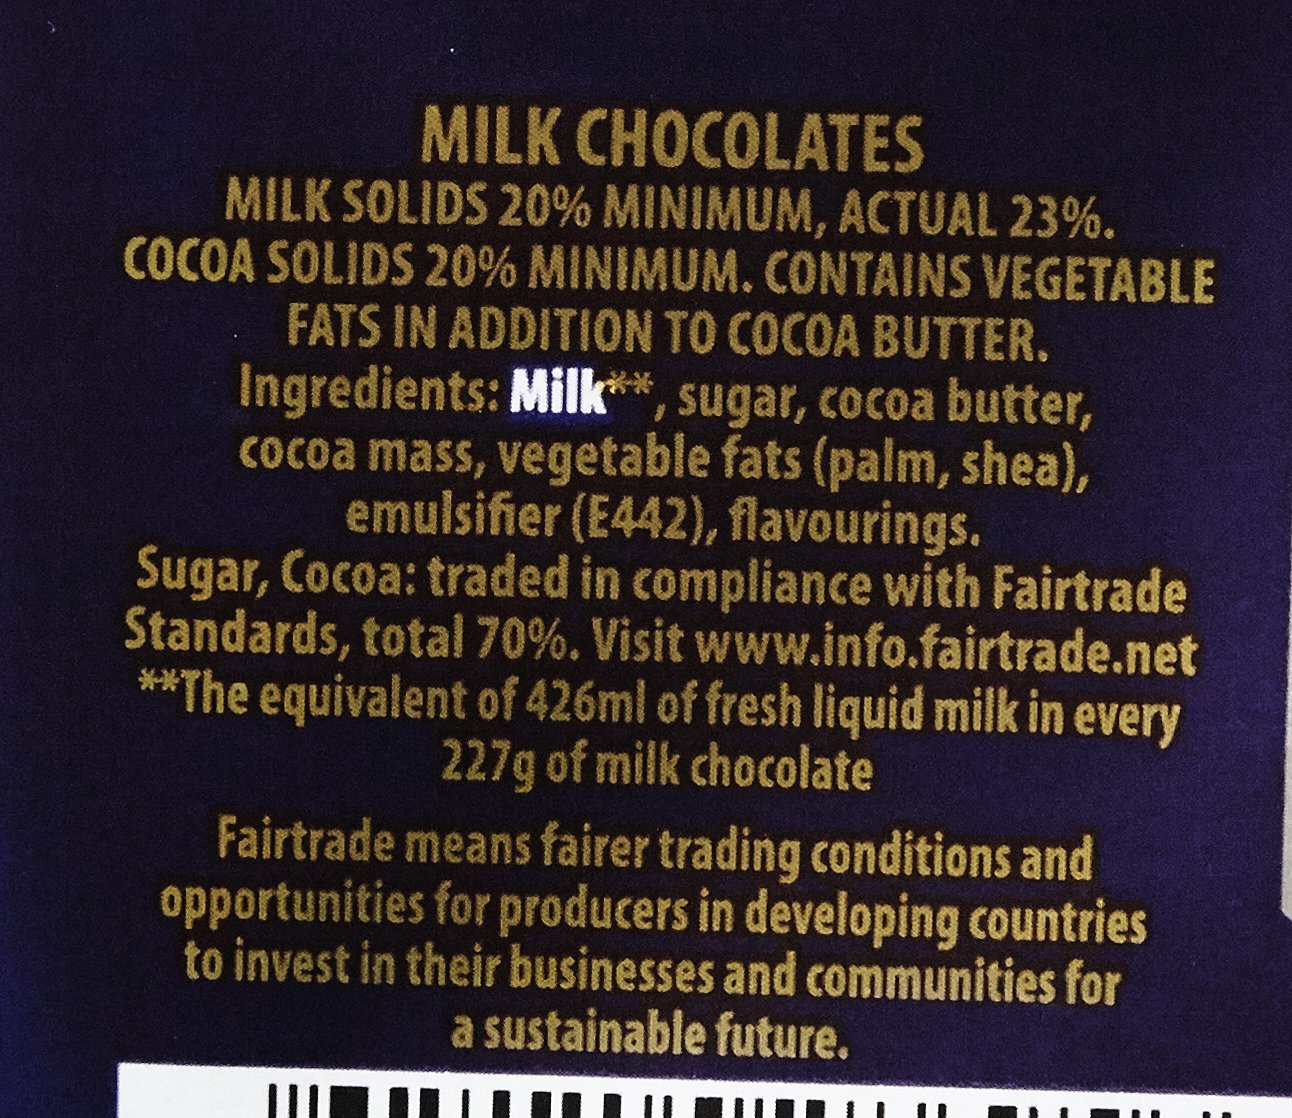 MILK CHOCOLATES
MILK SOLIDS 20% MINIMUM, ACTUAL 23%.
COCOA SOLIDS 20% MINIMUM. CONTAINS VEGETABLE
FATS IN ADDITION TO COCOA BUTTER.
Ingredients: Milk**, sugar, cocoa butter,
cocoa mass, vegetable fats (palm, shea),
emulsifier (E442), flavourings.
Sugar, Cocoa: traded in compliance with Fairtrade
Standards, total 70%. Visit www.info.fairtrade.net
**The equivalent of 426ml of fresh liquid milk in every
227g of milk chocolate
Fairtrade means fairer trading conditions and
opportunities for producers in developing countries
to invest in their businesses and communities for
a sustainable future.